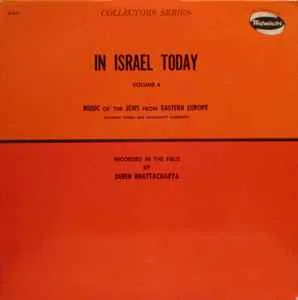 COLLECTORS SERIES
Westminster
IN ISRAEL TODAY
VOLUME 4
MUSIC OF THE JEWS FROM EASTERN EUROPE
RECORDED IN THE FIELD
BY
DEBEN BHATTACHARYA